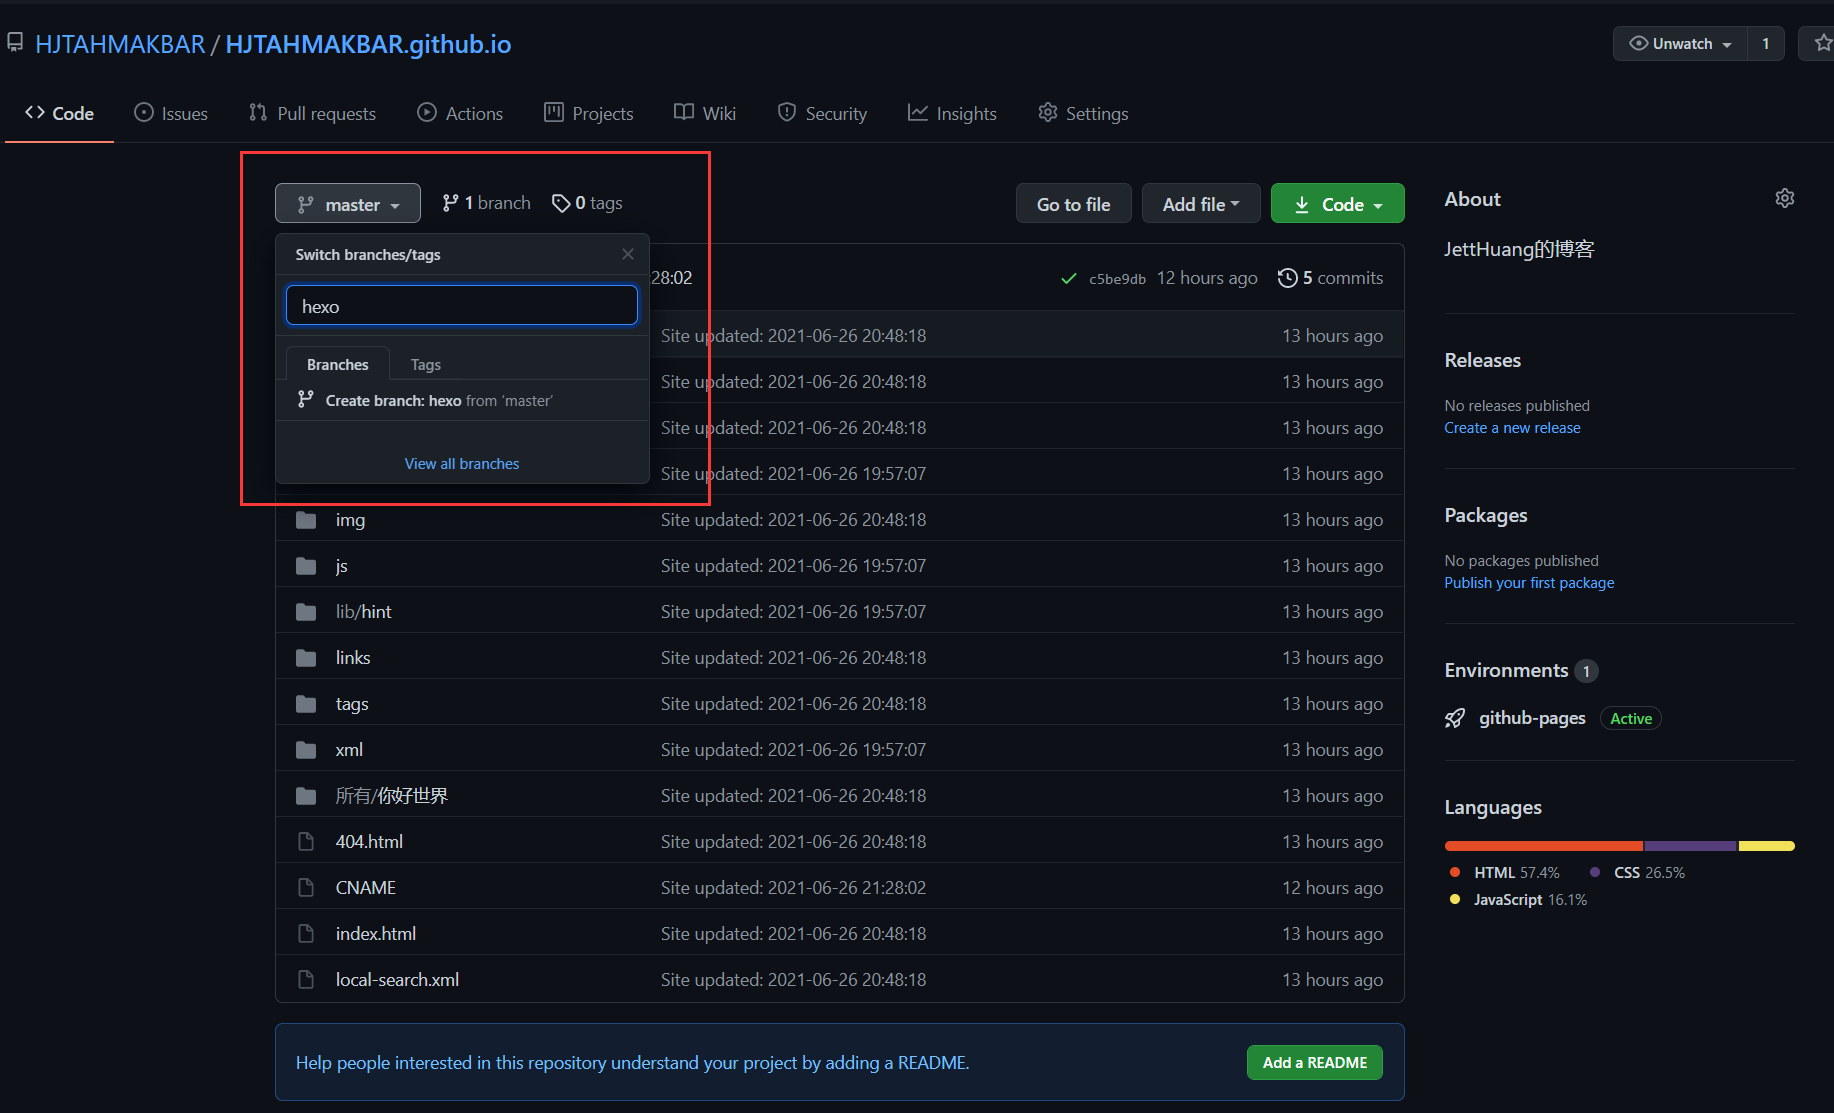 HJTAHMAKBAR / HJTAHMAKBAR.github.io
Unwatch 1
Code Issues Pull requests Actions Projects Wiki Security Insights Settings
master 1 branch 0 tags
Go to file Add file Code
Switch branches/tags
hexo
Branches Tags
Create branch: hexo from ‘master’
View all branches
:28:02 c5be9db 12 hours ago 5 commits
Site updated: 2021-06-26 20:48:18 13 hours ago
Site updated: 2021-06-26 20:48:18 13 hours ago
Site updated: 2021-06-26 20:48:18 13 hours ago
Site updated: 2021-06-26 19:57:07 13 hours ago
img Site updated: 2021-06-26 20:48:18 13 hours ago
js Site updated: 2021-06-26 19:57:07 13 hours ago
lib/hint Site updated: 2021-06-26 19:57:07 13 hours ago
links Site updated: 2021-06-26 20:48:18 13 hours ago
tags Site updated: 2021-06-26 20:48:18 13 hours ago
xml Site updated: 2021-06-26 19:57:07 13 hours ago
所有/你好世界 Site updated: 2021-06-26 20:48:18 13 hours ago
404.html Site updated: 2021-06-26 20:48:18 13 hours ago
CNAME Site updated: 2021-06-26 21:28:02 12 hours ago
index.html Site updated: 2021-06-26 20:48:18 13 hours ago
local-search.xml Site updated: 2021-06-26 20:48:18 13 hours ago
Help people interested in this repository understand your project by adding a README.
Add a README
About
JettHuang的博客
Releases
No releases published
Create a new release
Packages
No packages published
Publish your first package
Environments 1
github-pages Active
Languages
HTML 57.4% CSS 26.5%
JavaScript 16.1%